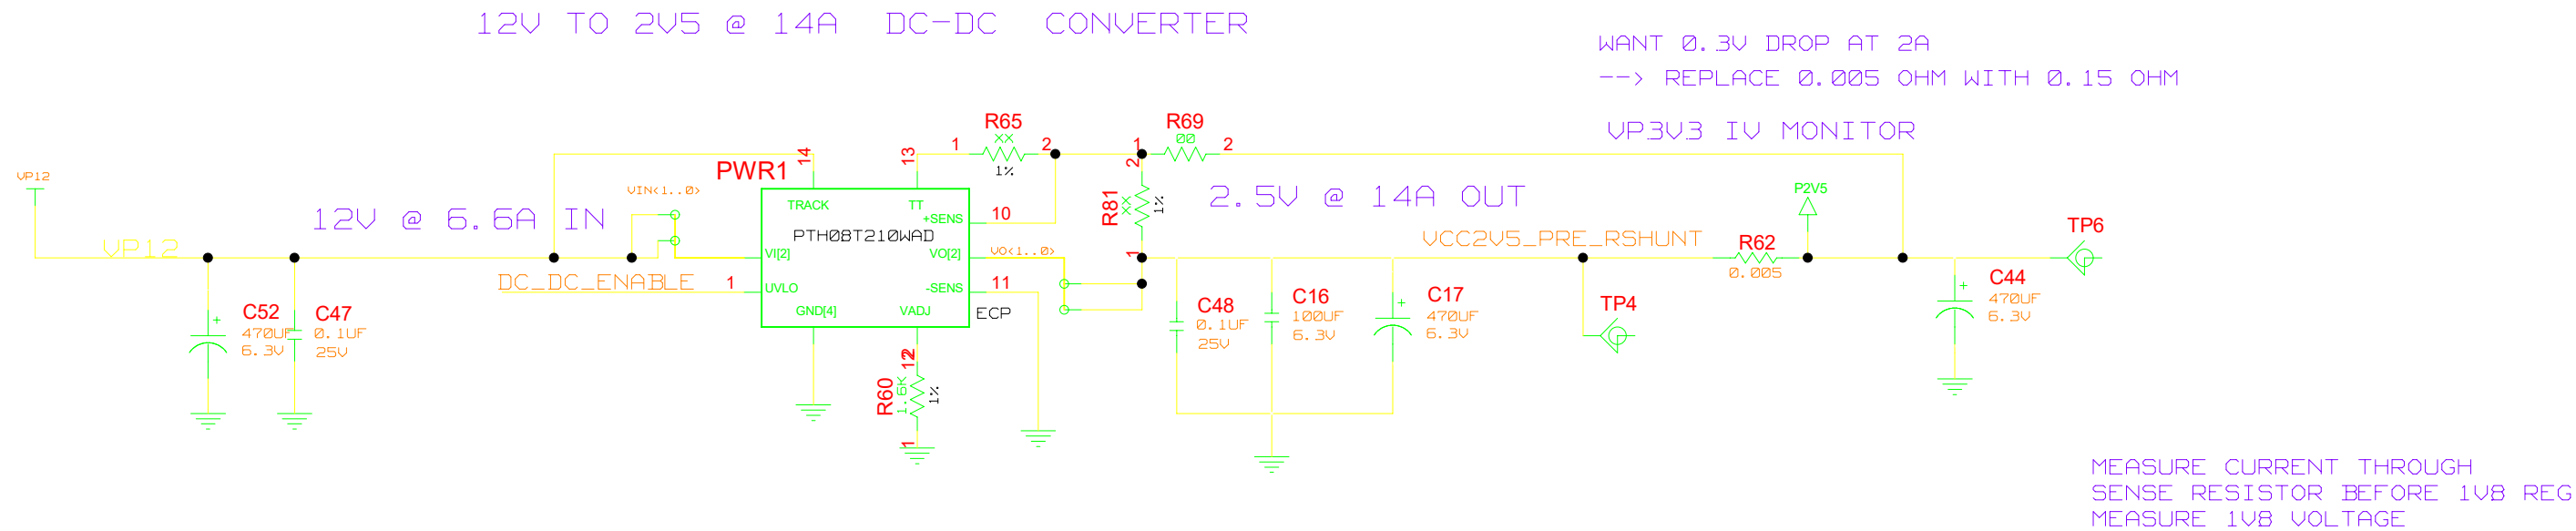 12V TO 2V5 @ 14A DC-DC CONVERTER
WANT 0.3V DROP AT 2A
--> REPLACE 0.005 OHM WITH 0.15 OHM
VP3V3 IV MONITOR
R65
XX
1
2
1%
R69
00
1
2
14
13
PWR1
VP12
VIN<1..0>
12V @ 6.6A IN
TRACK
TT
+SENS
10
PTH08T210WAD
2
R81
XX
1%
1
2.5V @ 14A OUT
P2V5
TP6
VP12
VI[2]
VO[2]
VO<1..0>
VCC2V5_PRE_RSHUNT
R62
0.005
DC_DC_ENABLE
1
UVLO
-SENS
11
GND[4]
VADJ
ECP
C52
470UF
6.3V
C47
0.1UF
25V
C48
0.1UF
25V
C16
100UF
6.3V
C17
470UF
6.3V
TP4
C44
470UF
6.3V
12
2
R60
1.6K
1%
1
MEASURE CURRENT THROUGH
SENSE RESISTOR BEFORE 1V8 REG
MEASURE 1V8 VOLTAGE